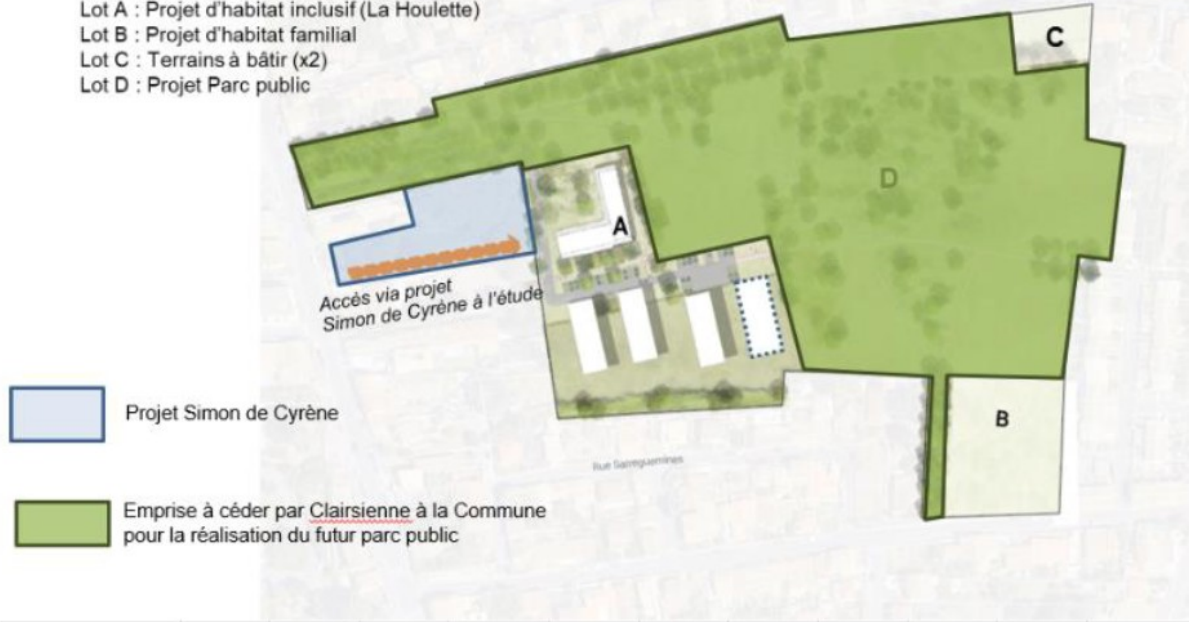 Lot A : Projet d'habitat inclusif (La Houlette)
Lot B : Projet d'habitat familial
Lot C : Terrains à bâtir (x2)
Lot D : Projet Parc public
C
D
A
Accès via projet
Simon de Cyrène à l'étude
Projet Simon de Cyrène
B
Rue Sarreguemines
Emprise à céder par Clairsienne à la Commune
pour la réalisation du futur parc public